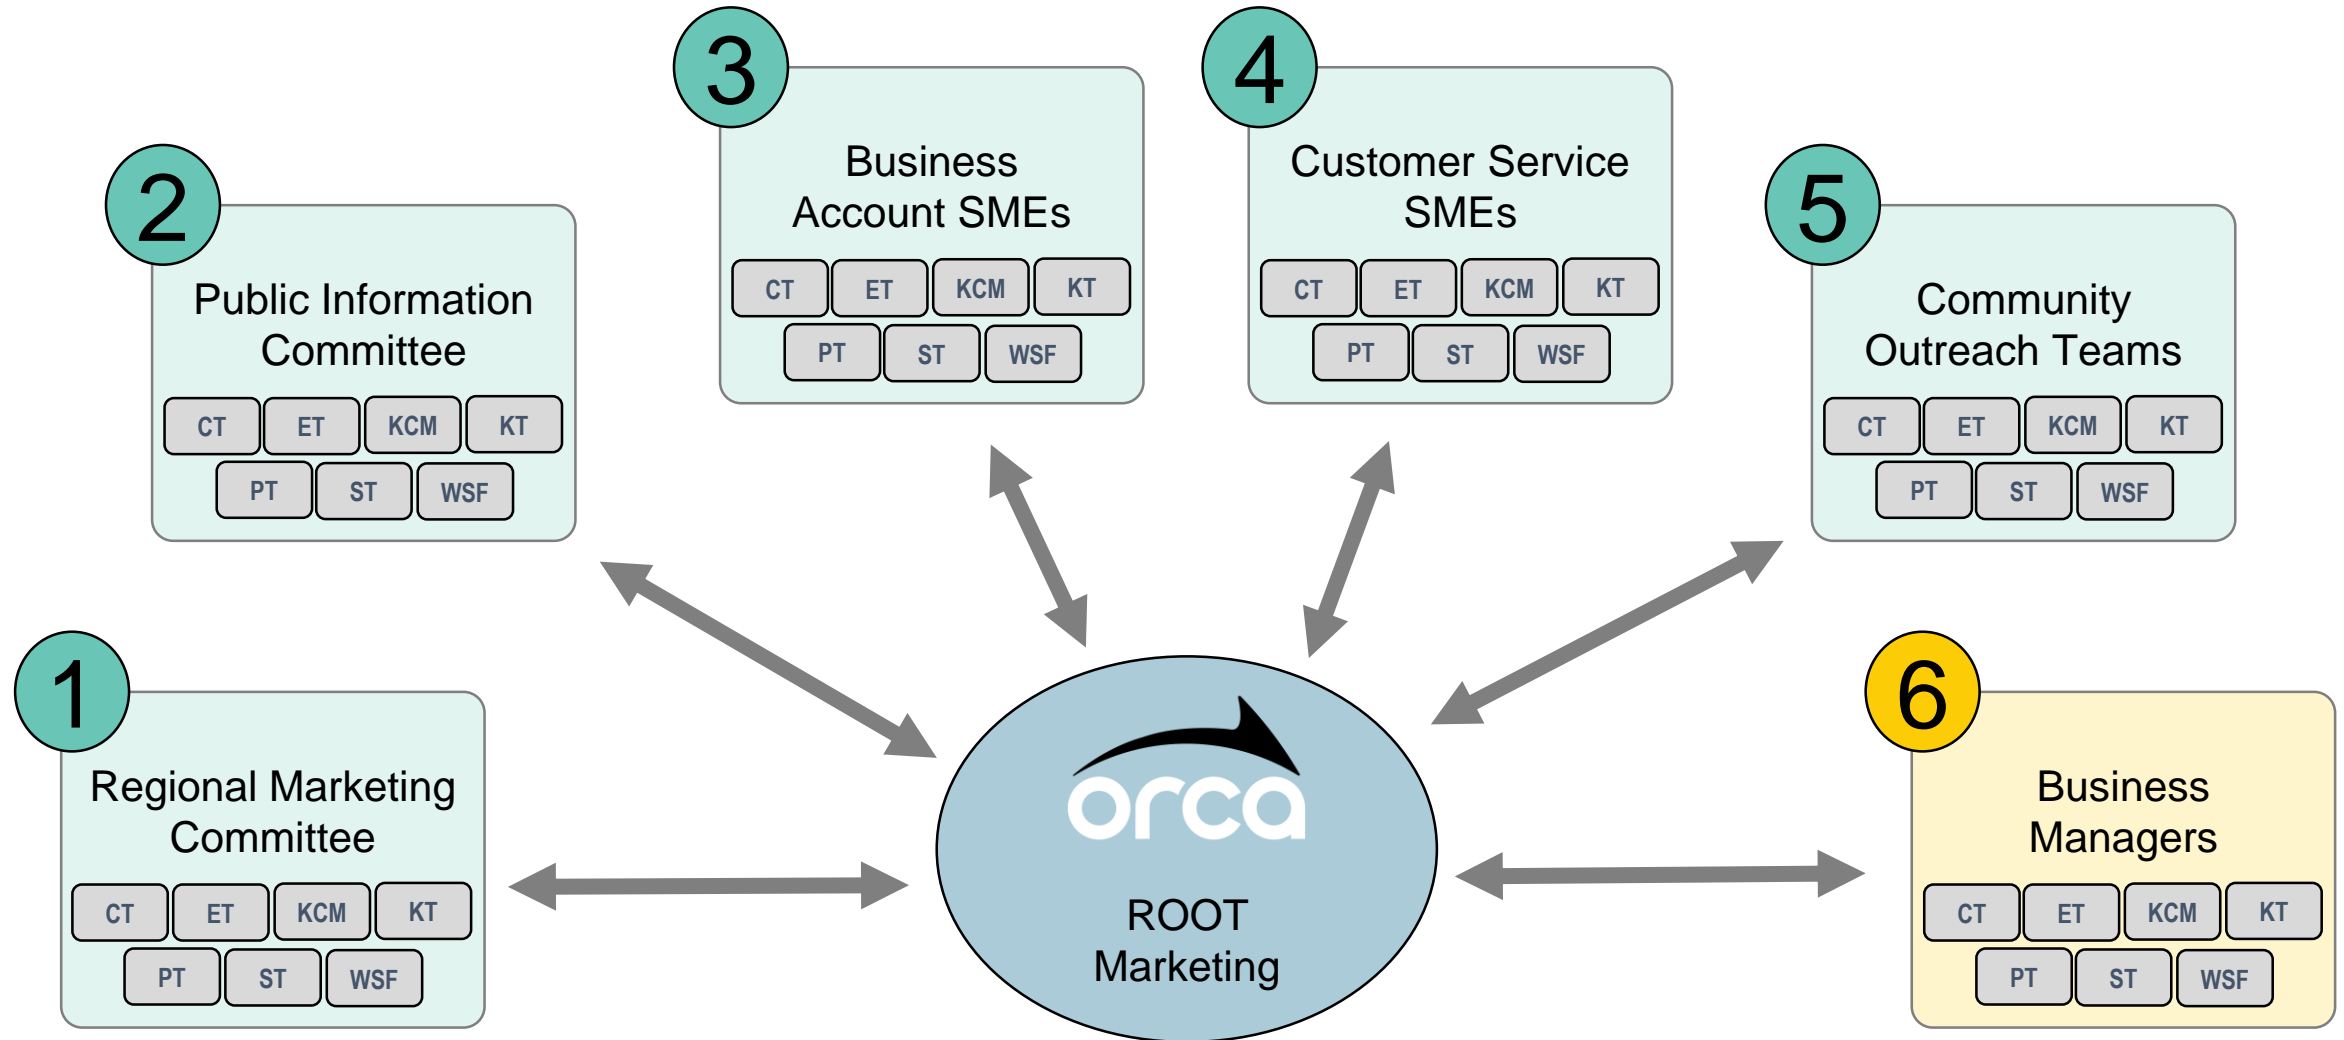 1
Regional Marketing
Committee
CT ET KCM KT
PT ST WSF
2
Public Information
Committee
CT ET KCM KT
PT ST WSF
3
Business
Account SMEs
CT ET KCM KT
PT ST WSF
4
Customer Service
SMEs
CT ET KCM KT
PT ST WSF
5
Community
Outreach Teams
CT ET KCM KT
PT ST WSF
6
Business
Managers
CT ET KCM KT
PT ST WSF
orca
ROOT
Marketing